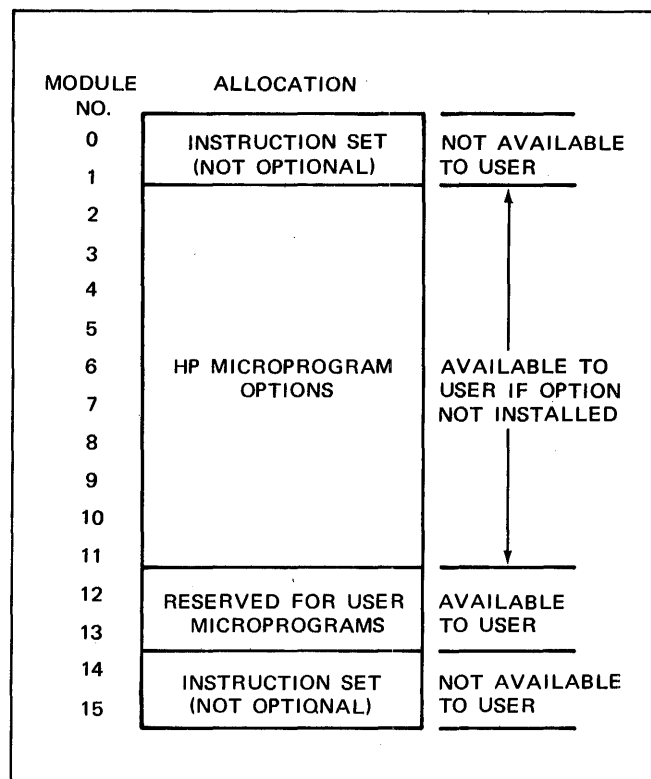 MODULE NO.
ALLOCATION
0
1
2
3
4
5
6
7
8
9
10
11
12
13
14
15
INSTRUCTION SET
(NOT OPTIONAL)
NOT AVAILABLE
TO USER
HP MICROPROGRAM
OPTIONS
AVAILABLE TO
USER IF OPTION
NOT INSTALLED
RESERVED FOR USER
MICROPROGRAMS
AVAILABLE
TO USER
INSTRUCTION SET
(NOT OPTIONAL)
NOT AVAILABLE
TO USER